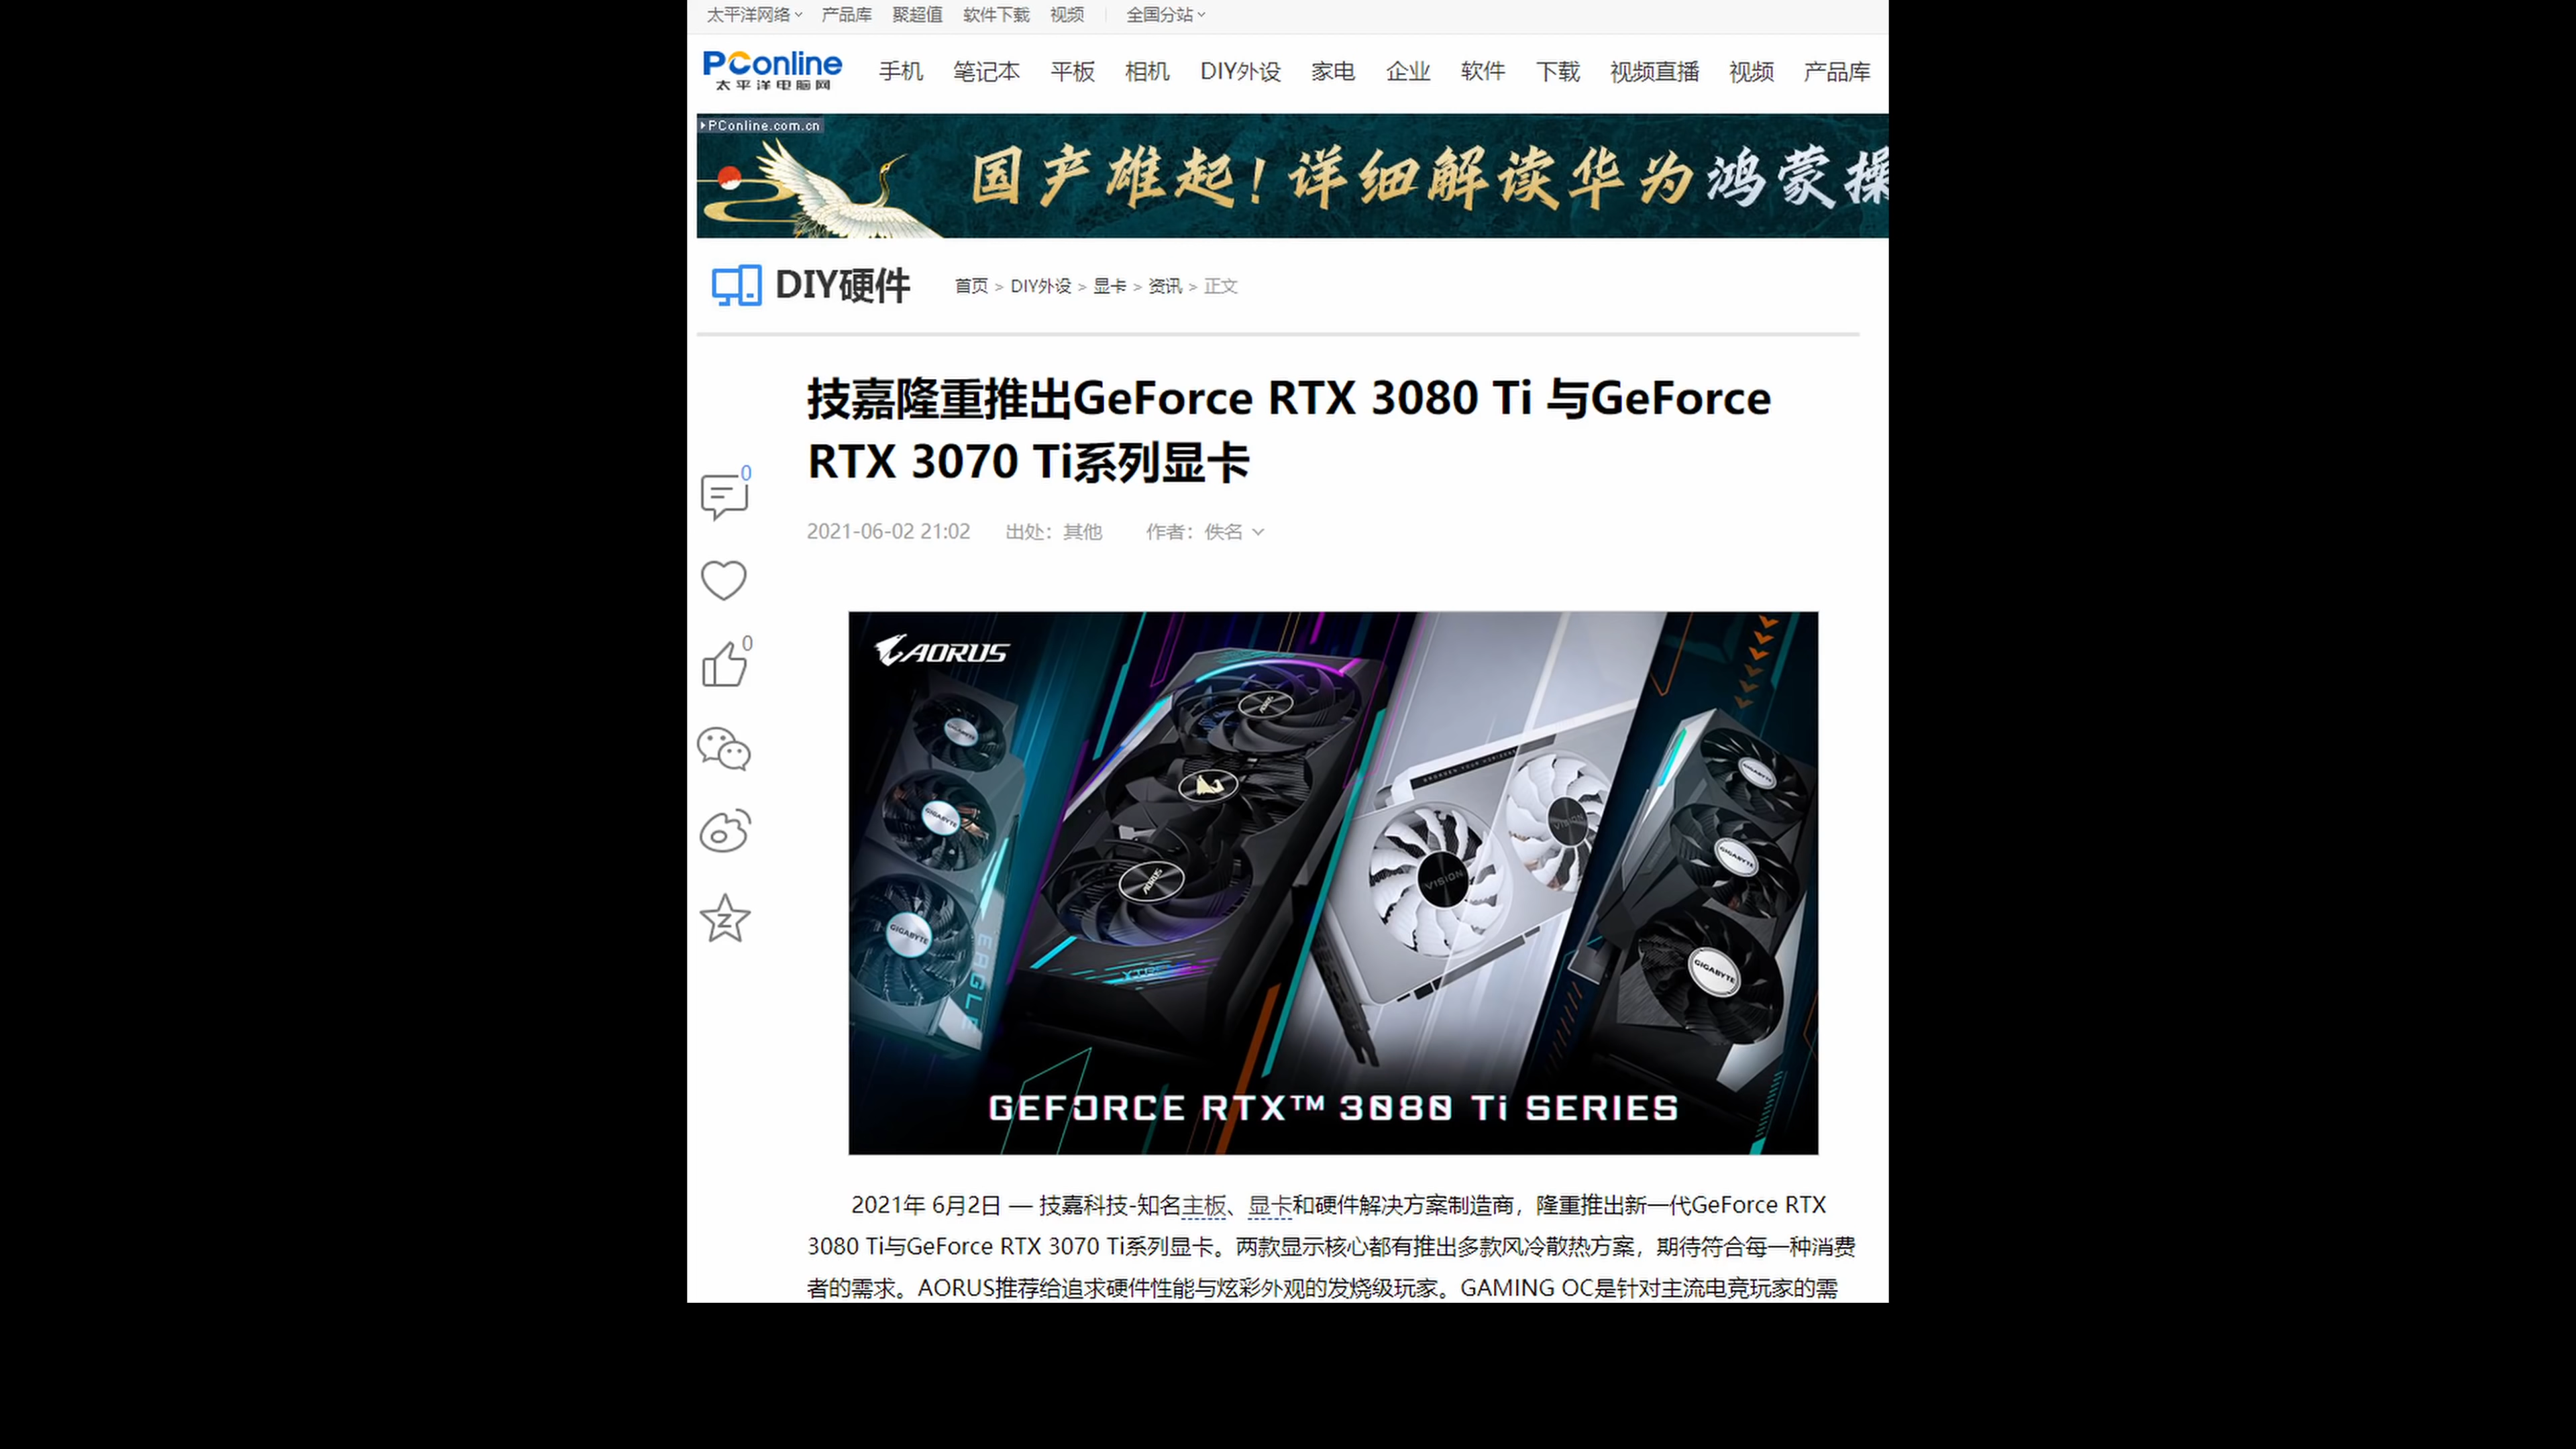 太平洋网络 产品库 聚超值 软件下载 视频 全国分站
PConline 太平洋电脑网
手机 笔记本 平板 相机 DIY外设 家电 企业 软件 下载 视频直播 视频 产品库
PConline.com.cn
国产雄起!详细解读华为鸿蒙操
DIY硬件
首页 > DIY外设 > 显卡 > 资讯 > 正文
技嘉隆重推出GeForce RTX 3080 Ti 与GeForce
RTX 3070 Ti系列显卡
2021-06-02 21:02 出处：其他 作者：佚名
0
0
AORUS
GIGABYTE
GIGABYTE
GIGABYTE
EAGLE
AORUS
AORUS
VISION
VISION
GIGABYTE
GIGABYTE
GIGABYTE
GEFORCE RTX™ 3080 Ti SERIES
2021年 6月2日 — 技嘉科技-知名主板、显卡和硬件解决方案制造商，隆重推出新一代GeForce RTX
3080 Ti与GeForce RTX 3070 Ti系列显卡。两款显示核心都有推出多款风冷散热方案，期待符合每一种消费
者的需求。AORUS推荐给追求硬件性能与炫彩外观的发烧级玩家。GAMING OC是针对主流电竞玩家的需